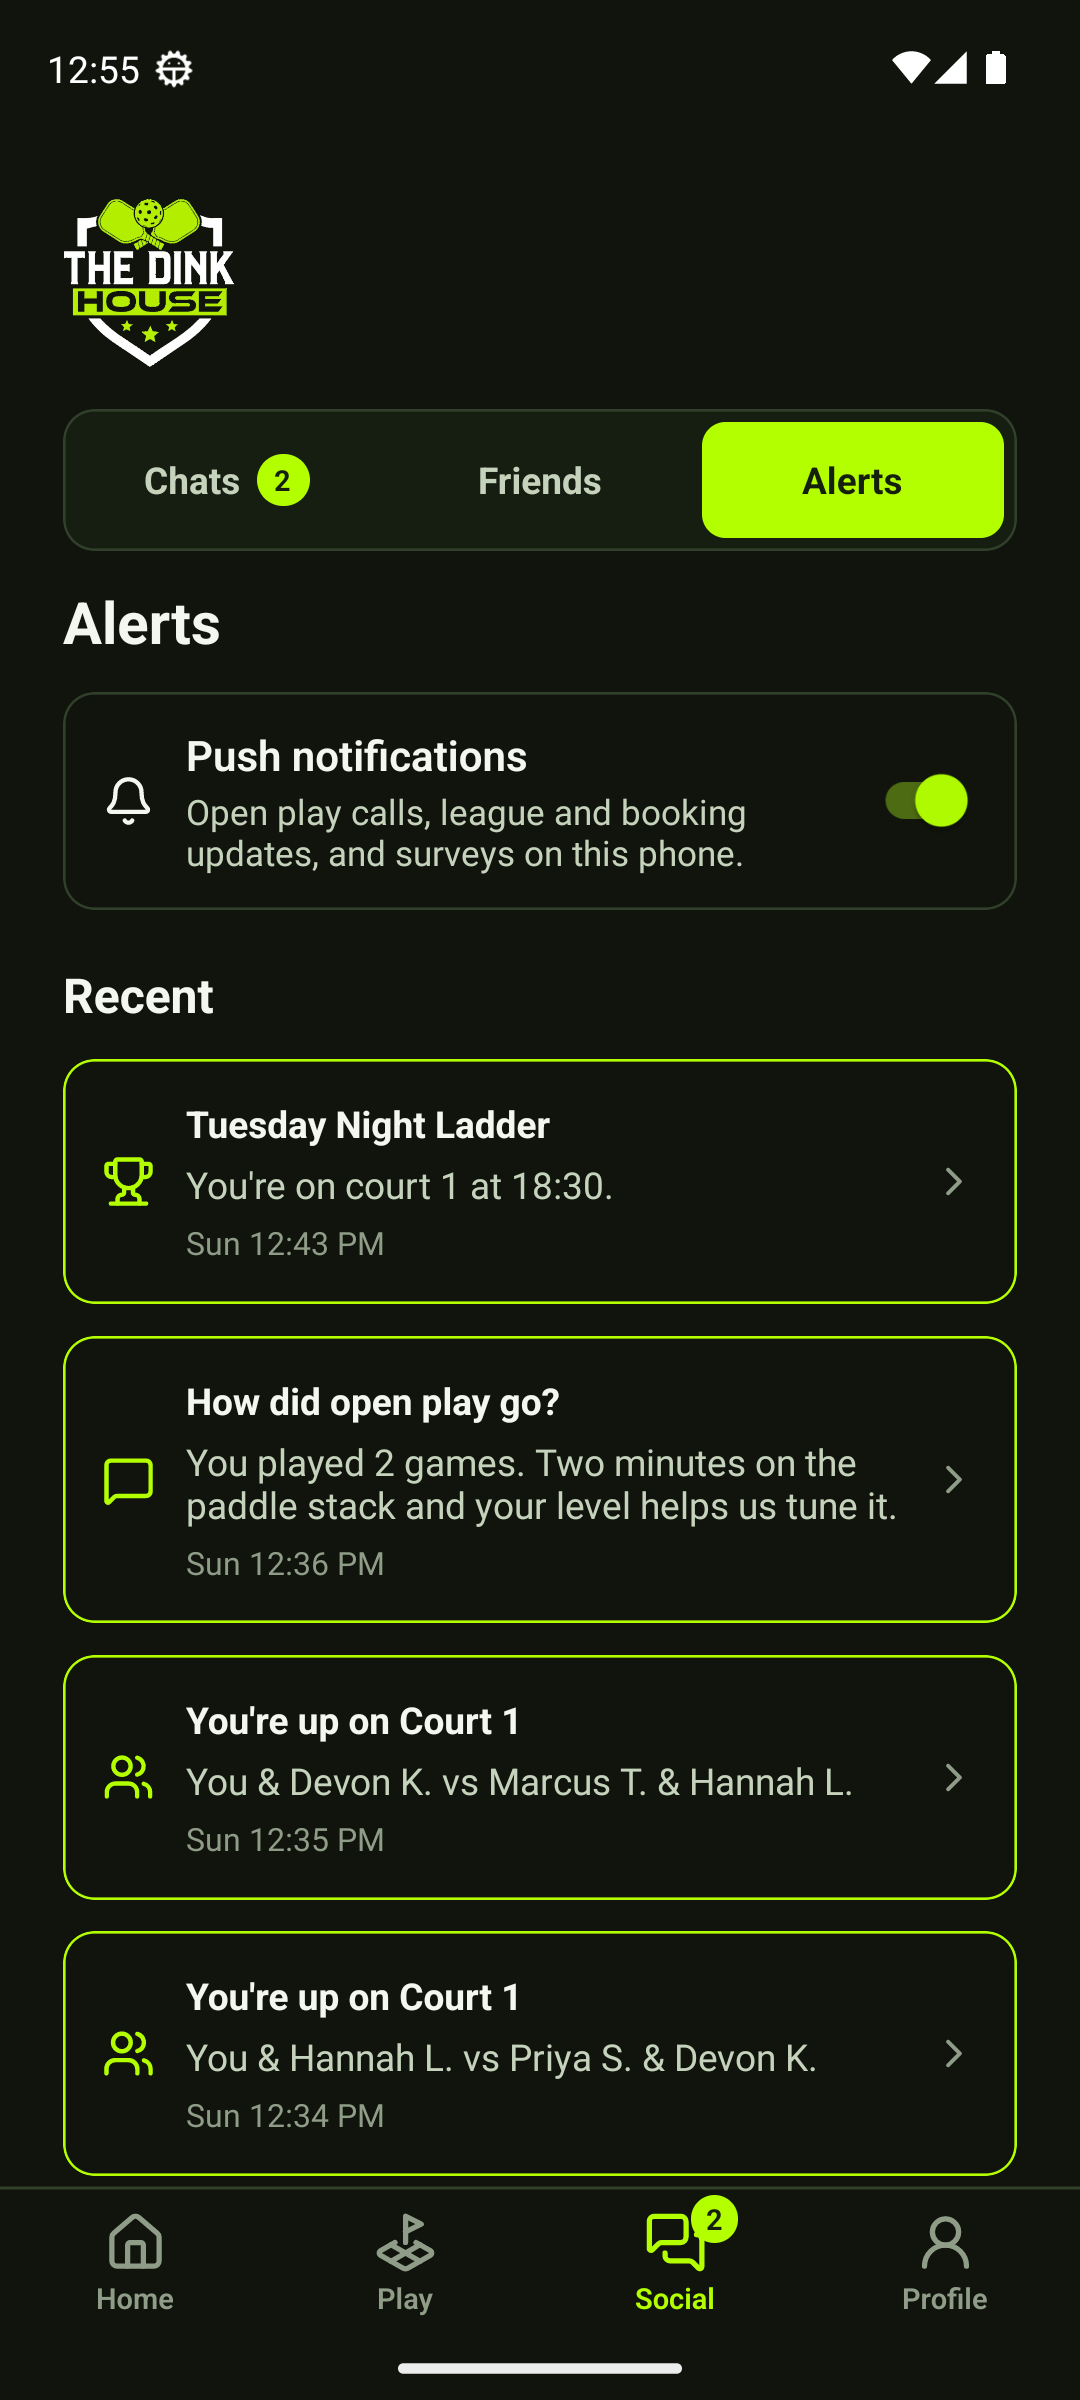 12:55
THE DINK
HOUSE
Chats 2
Friends
Alerts
Alerts
Push notifications
Open play calls, league and booking
updates, and surveys on this phone.
Recent
Tuesday Night Ladder
You're on court 1 at 18:30.
Sun 12:43 PM
How did open play go?
You played 2 games. Two minutes on the
paddle stack and your level helps us tune it.
Sun 12:36 PM
You're up on Court 1
You & Devon K. vs Marcus T. & Hannah L.
Sun 12:35 PM
You're up on Court 1
You & Hannah L. vs Priya S. & Devon K.
Sun 12:34 PM
2
Home
Play
Social
Profile